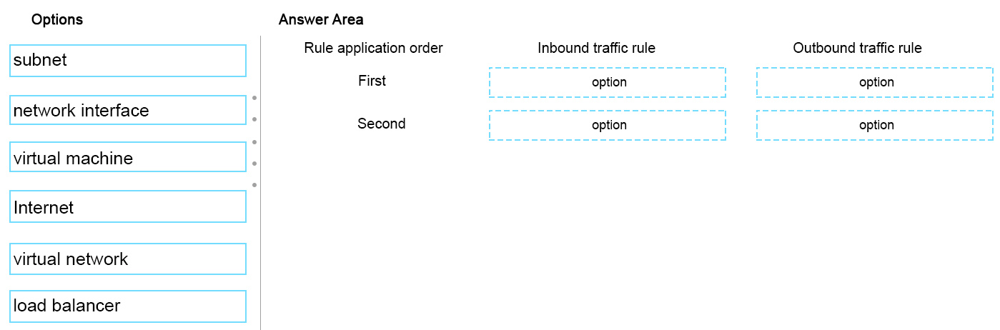 Options
subnet
network interface
virtual machine
Internet
virtual network
load balancer
Answer Area
Rule application order Inbound traffic rule Outbound traffic rule
First option option
Second option option